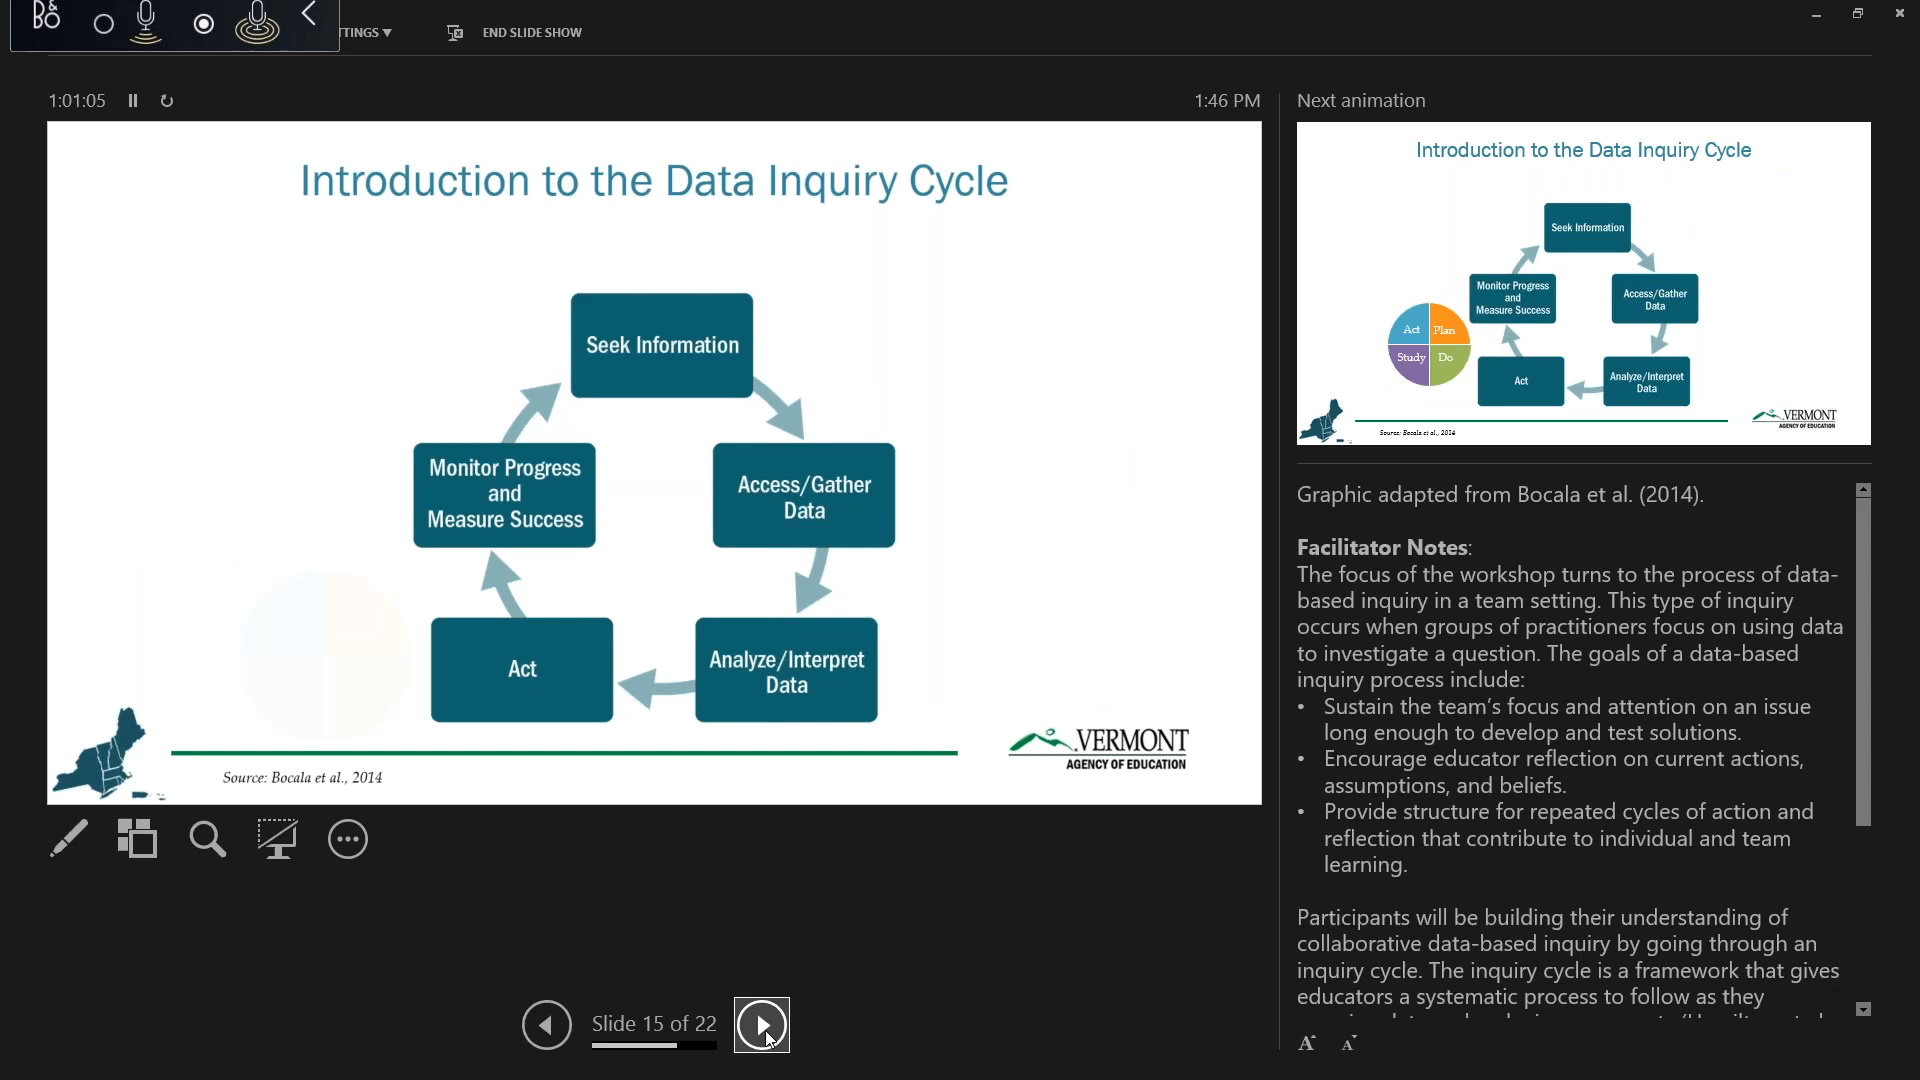 B&O
TTINGS ▼
END SLIDE SHOW
1:01:05
1:46 PM
Introduction to the Data Inquiry Cycle
Seek Information
Monitor Progress
and
Measure Success
Access/Gather
Data
Act
Analyze/Interpret
Data
VERMONT
AGENCY OF EDUCATION
Source: Bocala et al., 2014
Slide 15 of 22
Next animation
Introduction to the Data Inquiry Cycle
Seek Information
Monitor Progress
and
Measure Success
Access/Gather
Data
Act
Plan
Study
Do
Act
Analyze/Interpret
Data
VERMONT
AGENCY OF EDUCATION
Source: Bocala et al., 2014
Graphic adapted from Bocala et al. (2014).
Facilitator Notes:
The focus of the workshop turns to the process of data-
based inquiry in a team setting. This type of inquiry
occurs when groups of practitioners focus on using data
to investigate a question. The goals of a data-based
inquiry process include:
• Sustain the team's focus and attention on an issue
long enough to develop and test solutions.
• Encourage educator reflection on current actions,
assumptions, and beliefs.
• Provide structure for repeated cycles of action and
reflection that contribute to individual and team
learning.
Participants will be building their understanding of
collaborative data-based inquiry by going through an
inquiry cycle. The inquiry cycle is a framework that gives
educators a systematic process to follow as they
A A